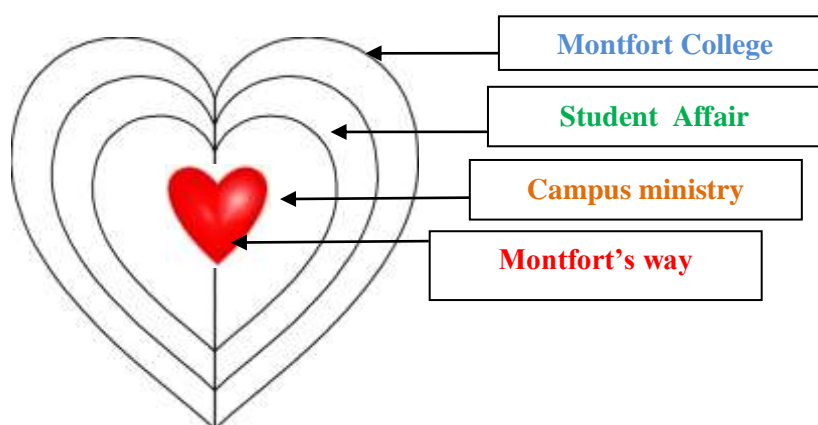 Montfort College
Student Affair
Campus ministry
Montfort's way